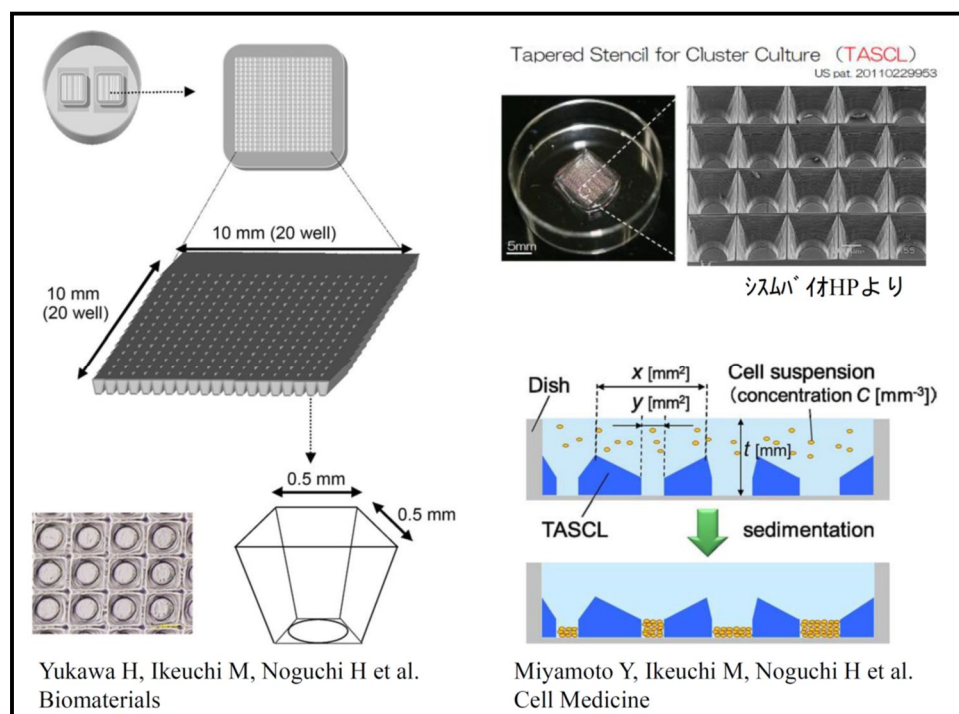 10 mm (20 well)
10 mm
(20 well)
0.5 mm
0.5 mm
Yukawa H, Ikeuchi M, Noguchi H et al.
Biomaterials
Tapered Stencil for Cluster Culture （TASCL）
US pat. 20110229953
5mm
ｼｽﾑﾊﾞｲｵHPより
x [mm²]
y [mm²]
Dish
Cell suspension
（concentration C [mm-³]）
t [mm]
TASCL
sedimentation
Miyamoto Y, Ikeuchi M, Noguchi H et al.
Cell Medicine